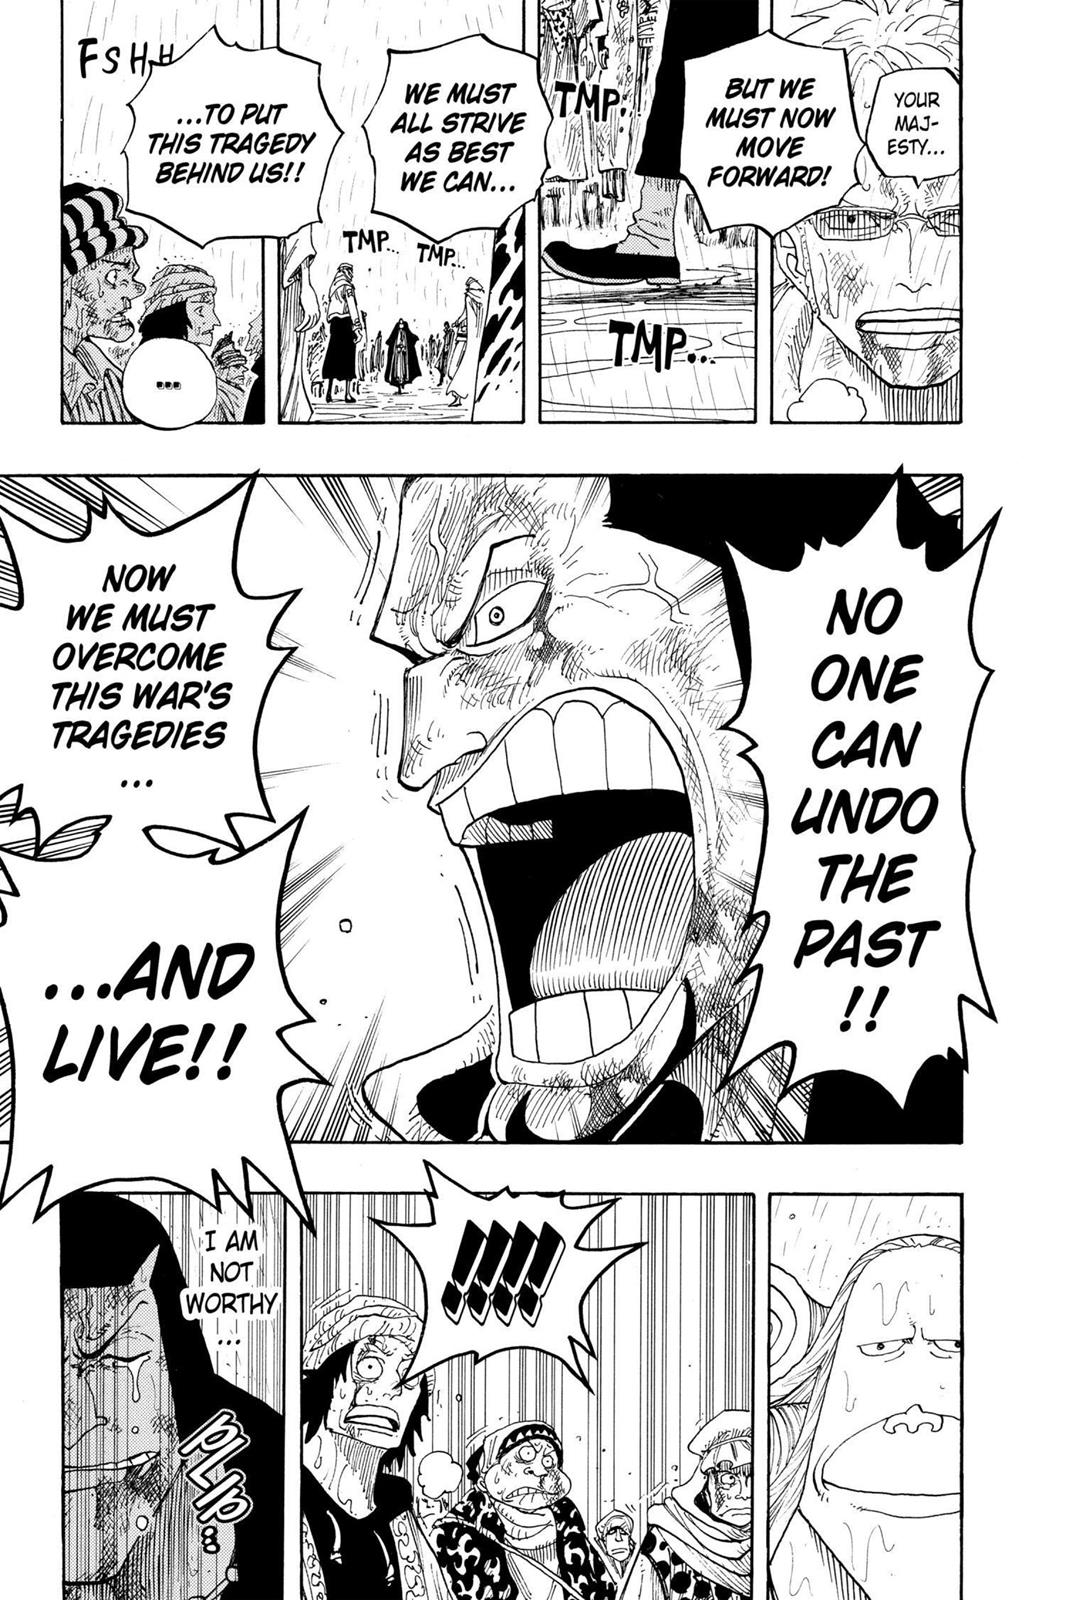 YOUR
MAJ-
ESTY...
BUT WE
MUST NOW
MOVE
FORWARD!
TMP...
TMP...
WE MUST
ALL STRIVE
AS BEST
WE CAN...
TMP...
TMP...
...TO PUT
THIS TRAGEDY
BEHIND US!!
FSHH
...
NO
ONE
CAN
UNDO
THE
PAST
!!
NOW
WE MUST
OVERCOME
THIS WAR'S
TRAGEDIES
...
...AND
LIVE!!
!!!!
I AM
NOT
WORTHY
...
PLIP